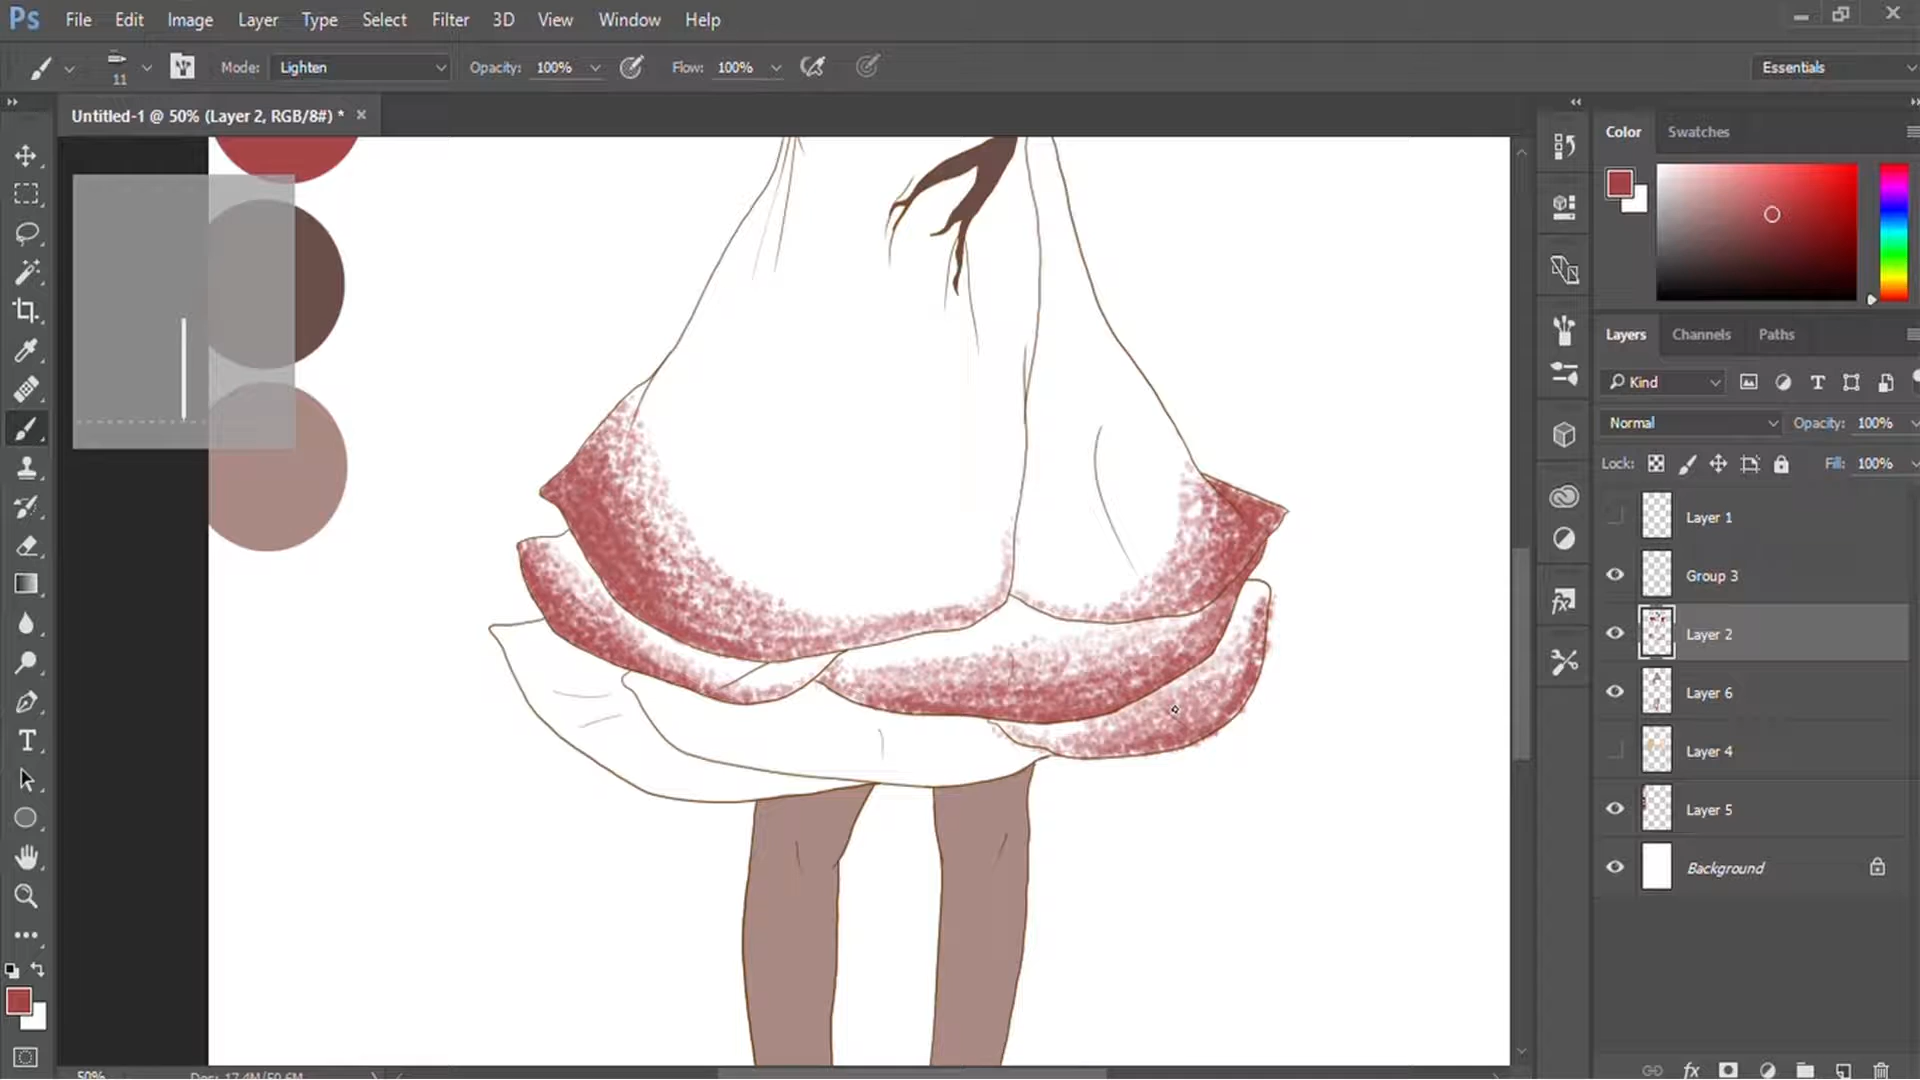 Ps File Edit Image Layer Type Select Filter 3D View Window Help
11 Mode: Lighten Opacity: 100% Flow: 100% Essentials
Untitled-1 @ 50% (Layer 2, RGB/8#) * ×
Color Swatches
Layers Channels Paths
Kind
Normal Opacity: 100%
Lock: Fill: 100%
Layer 1
Group 3
Layer 2
Layer 6
Layer 4
Layer 5
Background
fx
50% Doc: 17.4M/50.6M